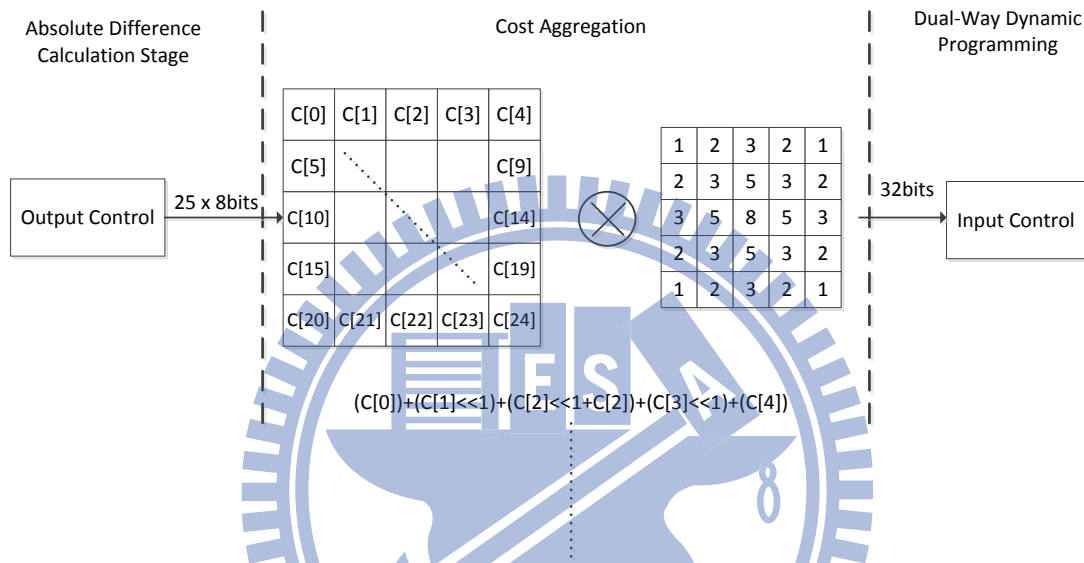 Absolute Difference
Calculation Stage
Cost Aggregation
Dual-Way Dynamic
Programming
C[0] C[1] C[2] C[3] C[4]
C[5] C[9]
C[10] C[14]
C[15] C[19]
C[20] C[21] C[22] C[23] C[24]
Output Control
25 x 8bits
1 2 3 2 1
2 3 5 3 2
3 5 8 5 3
2 3 5 3 2
1 2 3 2 1
32bits
Input Control
E S A
(C[0])+(C[1]<<1)+(C[2]<<1+C[2])+(C[3]<<1)+(C[4])
8